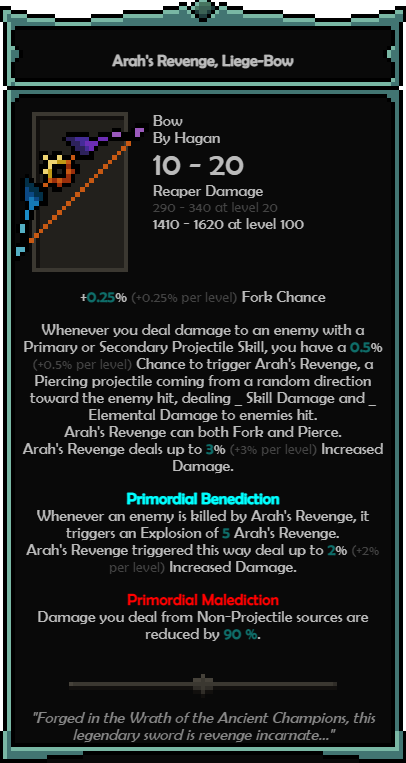 Arah's Revenge, Liege-Bow
Bow
By Hagan
10 - 20
Reaper Damage
290 - 340 at level 20
1410 - 1620 at level 100
+0.25% (+0.25% per level) Fork Chance
Whenever you deal damage to an enemy with a
Primary or Secondary Projectile Skill, you have a 0.5%
(+0.5% per level) Chance to trigger Arah's Revenge, a
Piercing projectile coming from a random direction
toward the enemy hit, dealing _ Skill Damage and _
Elemental Damage to enemies hit.
Arah's Revenge can both Fork and Pierce.
Arah's Revenge deals up to 3% (+3% per level) Increased
Damage.
Primordial Benediction
Whenever an enemy is killed by Arah's Revenge, it
triggers an Explosion of 5 Arah's Revenge.
Arah's Revenge triggered this way deal up to 2% (+2%
per level) Increased Damage.
Primordial Malediction
Damage you deal from Non-Projectile sources are
reduced by 90 %.
"Forged in the Wrath of the Ancient Champions, this
legendary sword is revenge incarnate..."